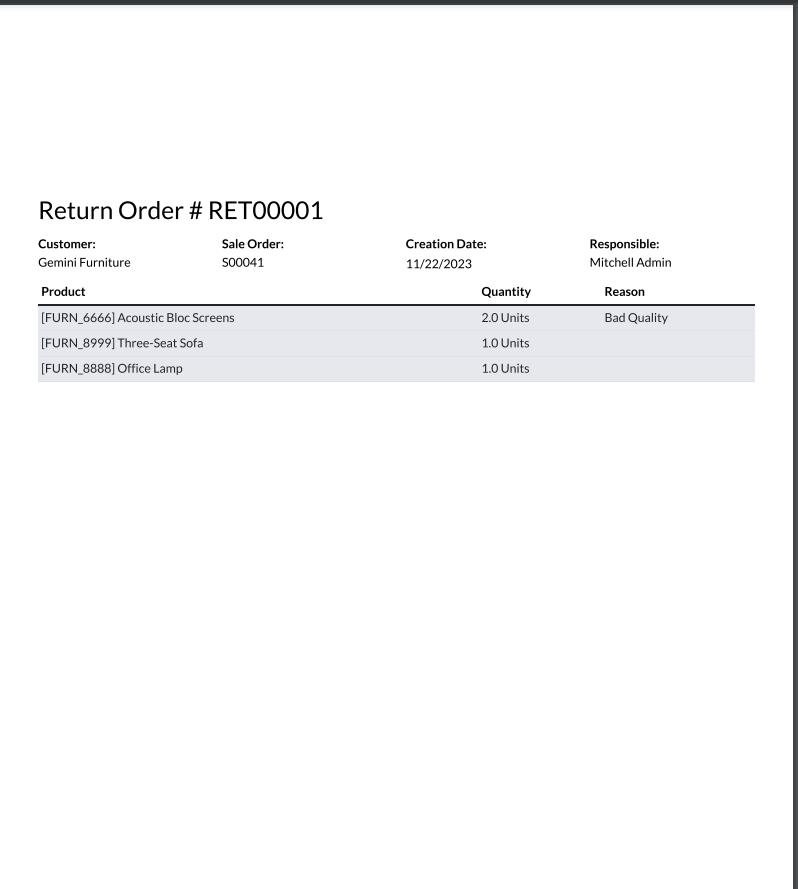 Return Order # RET00001
Customer: Sale Order: Creation Date: Responsible:
Gemini Furniture S00041 11/22/2023 Mitchell Admin
Product Quantity Reason
[FURN_6666] Acoustic Bloc Screens 2.0 Units Bad Quality
[FURN_8999] Three-Seat Sofa 1.0 Units
[FURN_8888] Office Lamp 1.0 Units